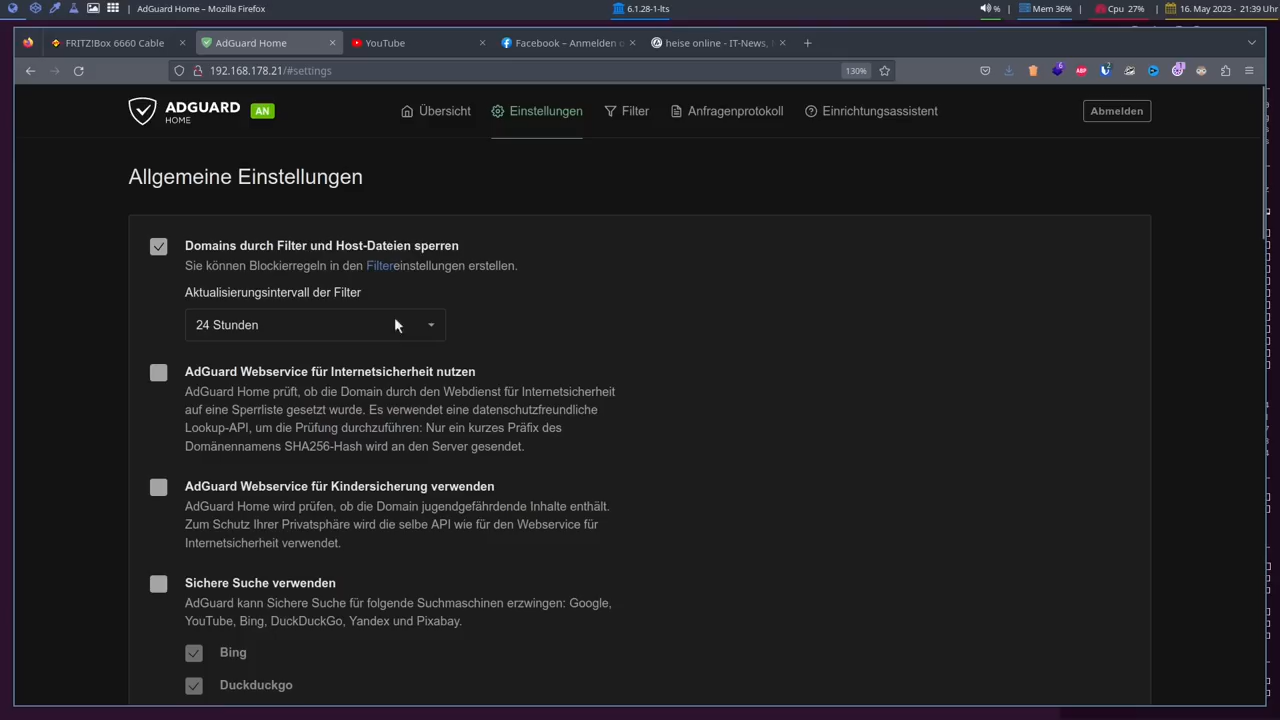 AdGuard Home – Mozilla Firefox
6.1.28-1-lts
%
Mem 36%
Cpu 27%
16. May 2023 - 21:39 Uhr
FRITZ!Box 6660 Cable
AdGuard Home
YouTube
Facebook – Anmelden o
heise online - IT-News, 
192.168.178.21/#settings
130%
6
ABP
2
1
ADGUARD
HOME
AN
Übersicht
Einstellungen
Filter
Anfragenprotokoll
Einrichtungsassistent
Abmelden
Allgemeine Einstellungen
Domains durch Filter und Host-Dateien sperren
Sie können Blockierregeln in den Filtereinstellungen erstellen.
Aktualisierungsintervall der Filter
24 Stunden
AdGuard Webservice für Internetsicherheit nutzen
AdGuard Home prüft, ob die Domain durch den Webdienst für Internetsicherheit
auf eine Sperrliste gesetzt wurde. Es verwendet eine datenschutzfreundliche
Lookup-API, um die Prüfung durchzuführen: Nur ein kurzes Präfix des
Domänennamens SHA256-Hash wird an den Server gesendet.
AdGuard Webservice für Kindersicherung verwenden
AdGuard Home wird prüfen, ob die Domain jugendgefährdende Inhalte enthält.
Zum Schutz Ihrer Privatsphäre wird die selbe API wie für den Webservice für
Internetsicherheit verwendet.
Sichere Suche verwenden
AdGuard kann Sichere Suche für folgende Suchmaschinen erzwingen: Google,
YouTube, Bing, DuckDuckGo, Yandex und Pixabay.
Bing
Duckduckgo